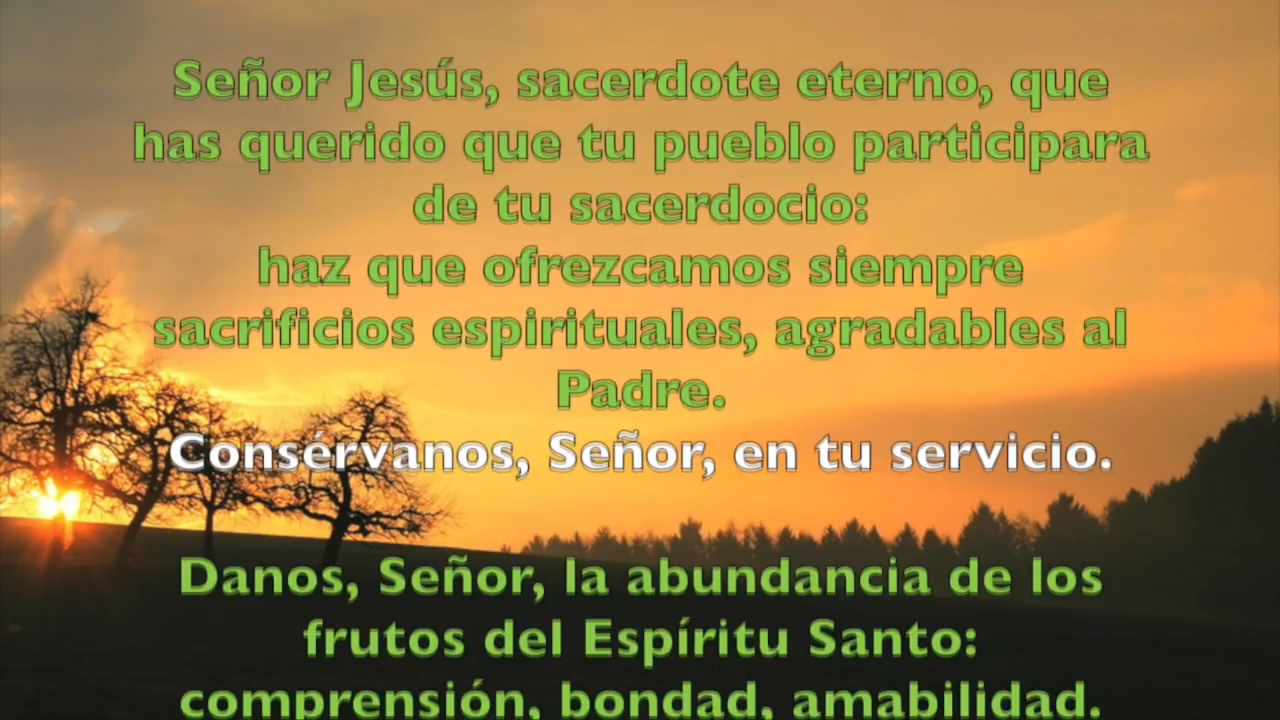 Señor Jesús, sacerdote eterno, que
has querido que tu pueblo participara
de tu sacerdocio:
haz que ofrezcamos siempre
sacrificios espirituales, agradables al
Padre.
Consérvanos, Señor, en tu servicio.
Danos, Señor, la abundancia de los
frutos del Espíritu Santo:
comprensión, bondad, amabilidad.